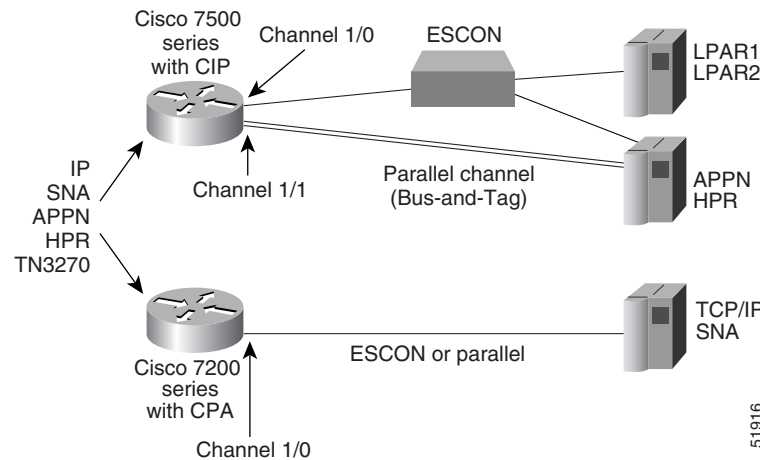 Cisco 7500
series
with CIP
Channel 1/0
ESCON
LPAR1
LPAR2
IP
SNA
APPN
HPR
TN3270
Channel 1/1
Parallel channel
(Bus-and-Tag)
APPN
HPR
TCP/IP
SNA
ESCON or parallel
Cisco 7200
series
with CPA
Channel 1/0
51916